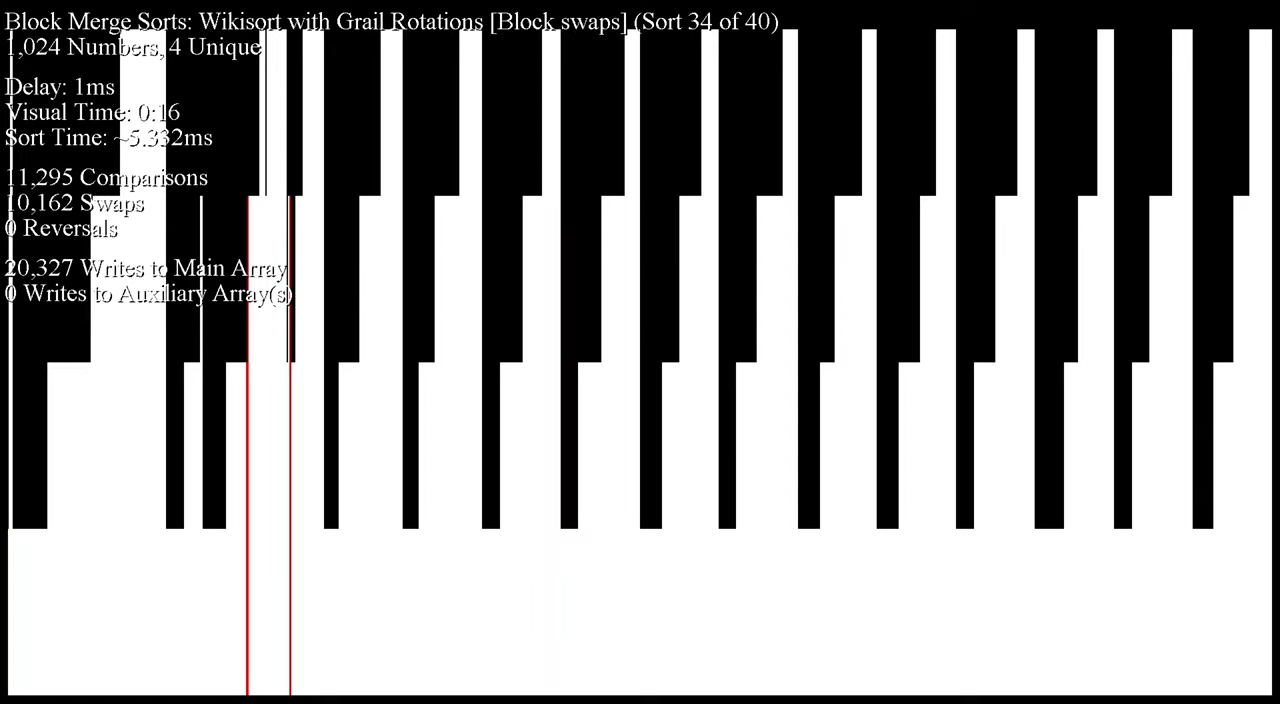 Block Merge Sorts: Wikisort with Grail Rotations [Block swaps] (Sort 34 of 40)
1,024 Numbers, 4 Unique
Delay: 1ms
Visual Time: 0:16
Sort Time: ~5.332ms
11,295 Comparisons
10,162 Swaps
0 Reversals
20,327 Writes to Main Array
0 Writes to Auxiliary Array(s)